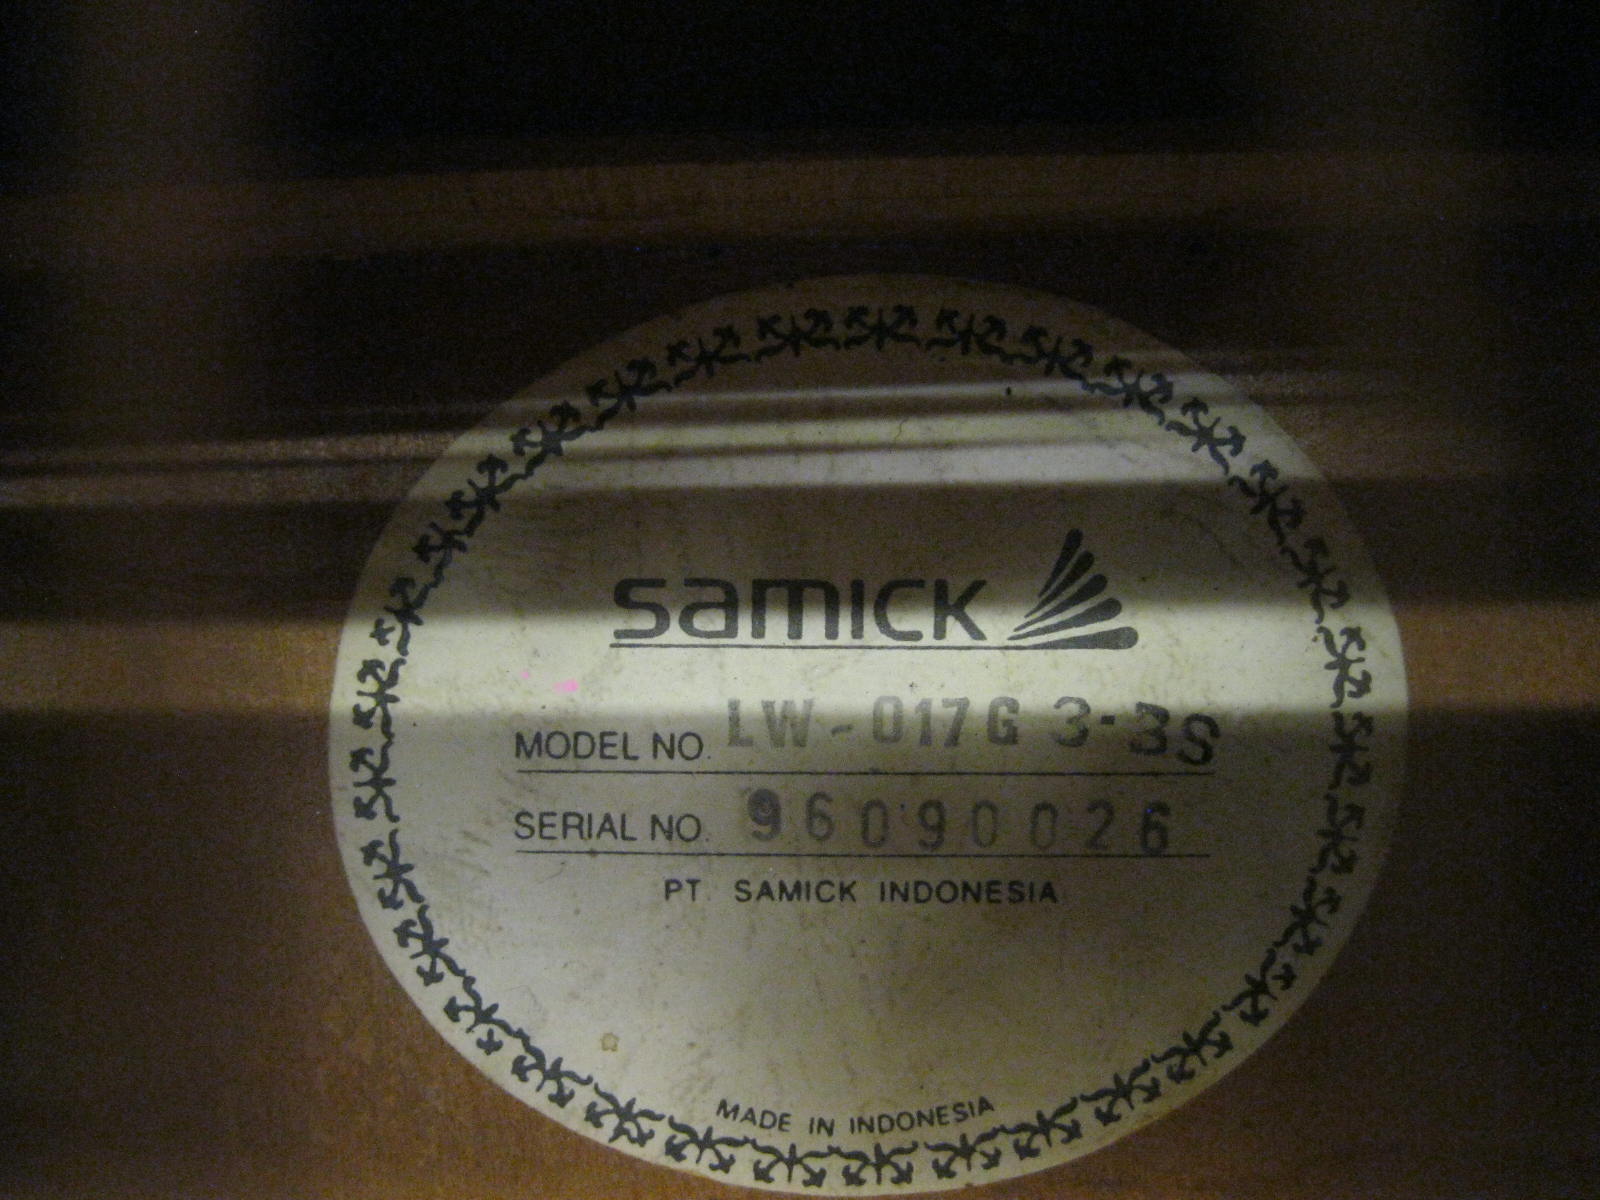 samick
MODEL NO. LW-017G 3-3S
SERIAL NO. 96090026
PT SAMICK INDONESIA
MADE IN INDONESIA